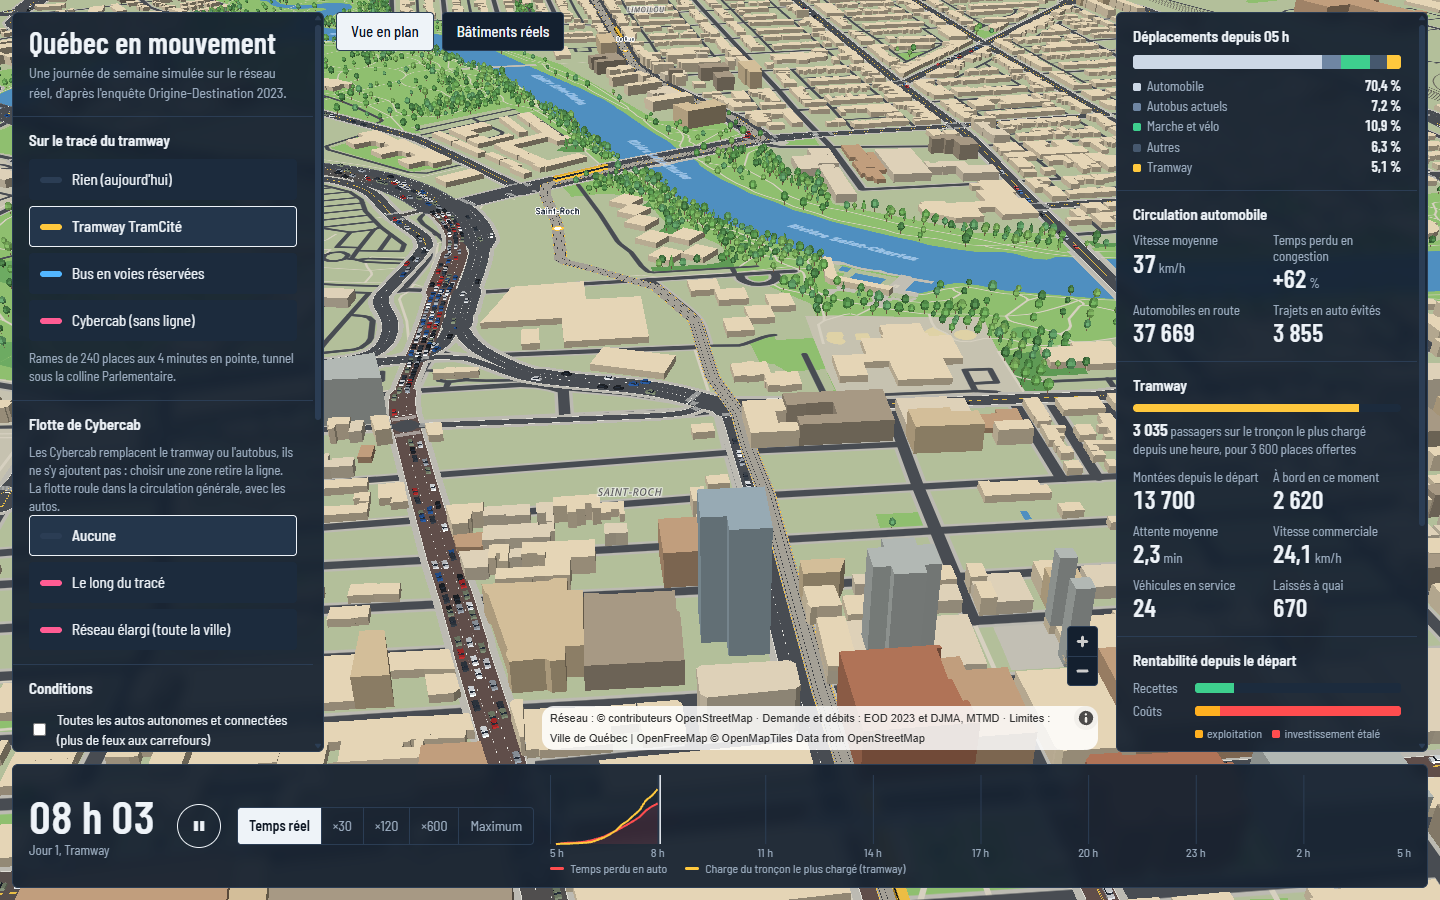 Québec en mouvement
Une journée de semaine simulée sur le réseau
réel, d'après l'enquête Origine-Destination 2023.
Sur le tracé du tramway
Rien (aujourd'hui)
Tramway TramCité
Bus en voies réservées
Cybercab (sans ligne)
Rames de 240 places aux 4 minutes en pointe, tunnel
sous la colline Parlementaire.
Flotte de Cybercab
Les Cybercab remplacent le tramway ou l'autobus, ils
ne s'y ajoutent pas : choisir une zone retire la ligne.
La flotte roule dans la circulation générale, avec les
autos.
Aucune
Le long du tracé
Réseau élargi (toute la ville)
Conditions
Toutes les autos autonomes et connectées
(plus de feux aux carrefours)
Vue en plan
Bâtiments réels
LIMOILOU
Saint-Roch
SAINT-ROCH
Rivière Saint-Charles
+
−
Réseau : © contributeurs OpenStreetMap · Demande et débits : EOD 2023 et DJMA, MTMD · Limites :
Ville de Québec | OpenFreeMap © OpenMapTiles Data from OpenStreetMap
Déplacements depuis 05 h
Automobile 70,4 %
Autobus actuels 7,2 %
Marche et vélo 10,9 %
Autres 6,3 %
Tramway 5,1 %
Circulation automobile
Vitesse moyenne
37 km/h
Temps perdu en
congestion
+62 %
Automobiles en route
37 669
Trajets en auto évités
3 855
Tramway
3 035 passagers sur le tronçon le plus chargé
depuis une heure, pour 3 600 places offertes
Montées depuis le départ
13 700
À bord en ce moment
2 620
Attente moyenne
2,3 min
Vitesse commerciale
24,1 km/h
Véhicules en service
24
Laissés à quai
670
Rentabilité depuis le départ
Recettes
Coûts
exploitation investissement étalé
08 h 03
Jour 1, Tramway
Temps réel ×30 ×120 ×600 Maximum
5 h 8 h 11 h 14 h 17 h 20 h 23 h 2 h 5 h
Temps perdu en auto Charge du tronçon le plus chargé (tramway)